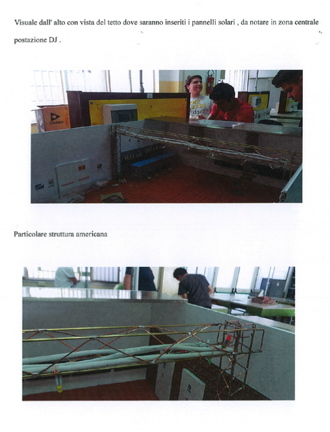 Visuale dall' alto con vista del tetto dove saranno inseriti i pannelli solari , da notare in zona centrale
postazione DJ .
Particolare struttura americana